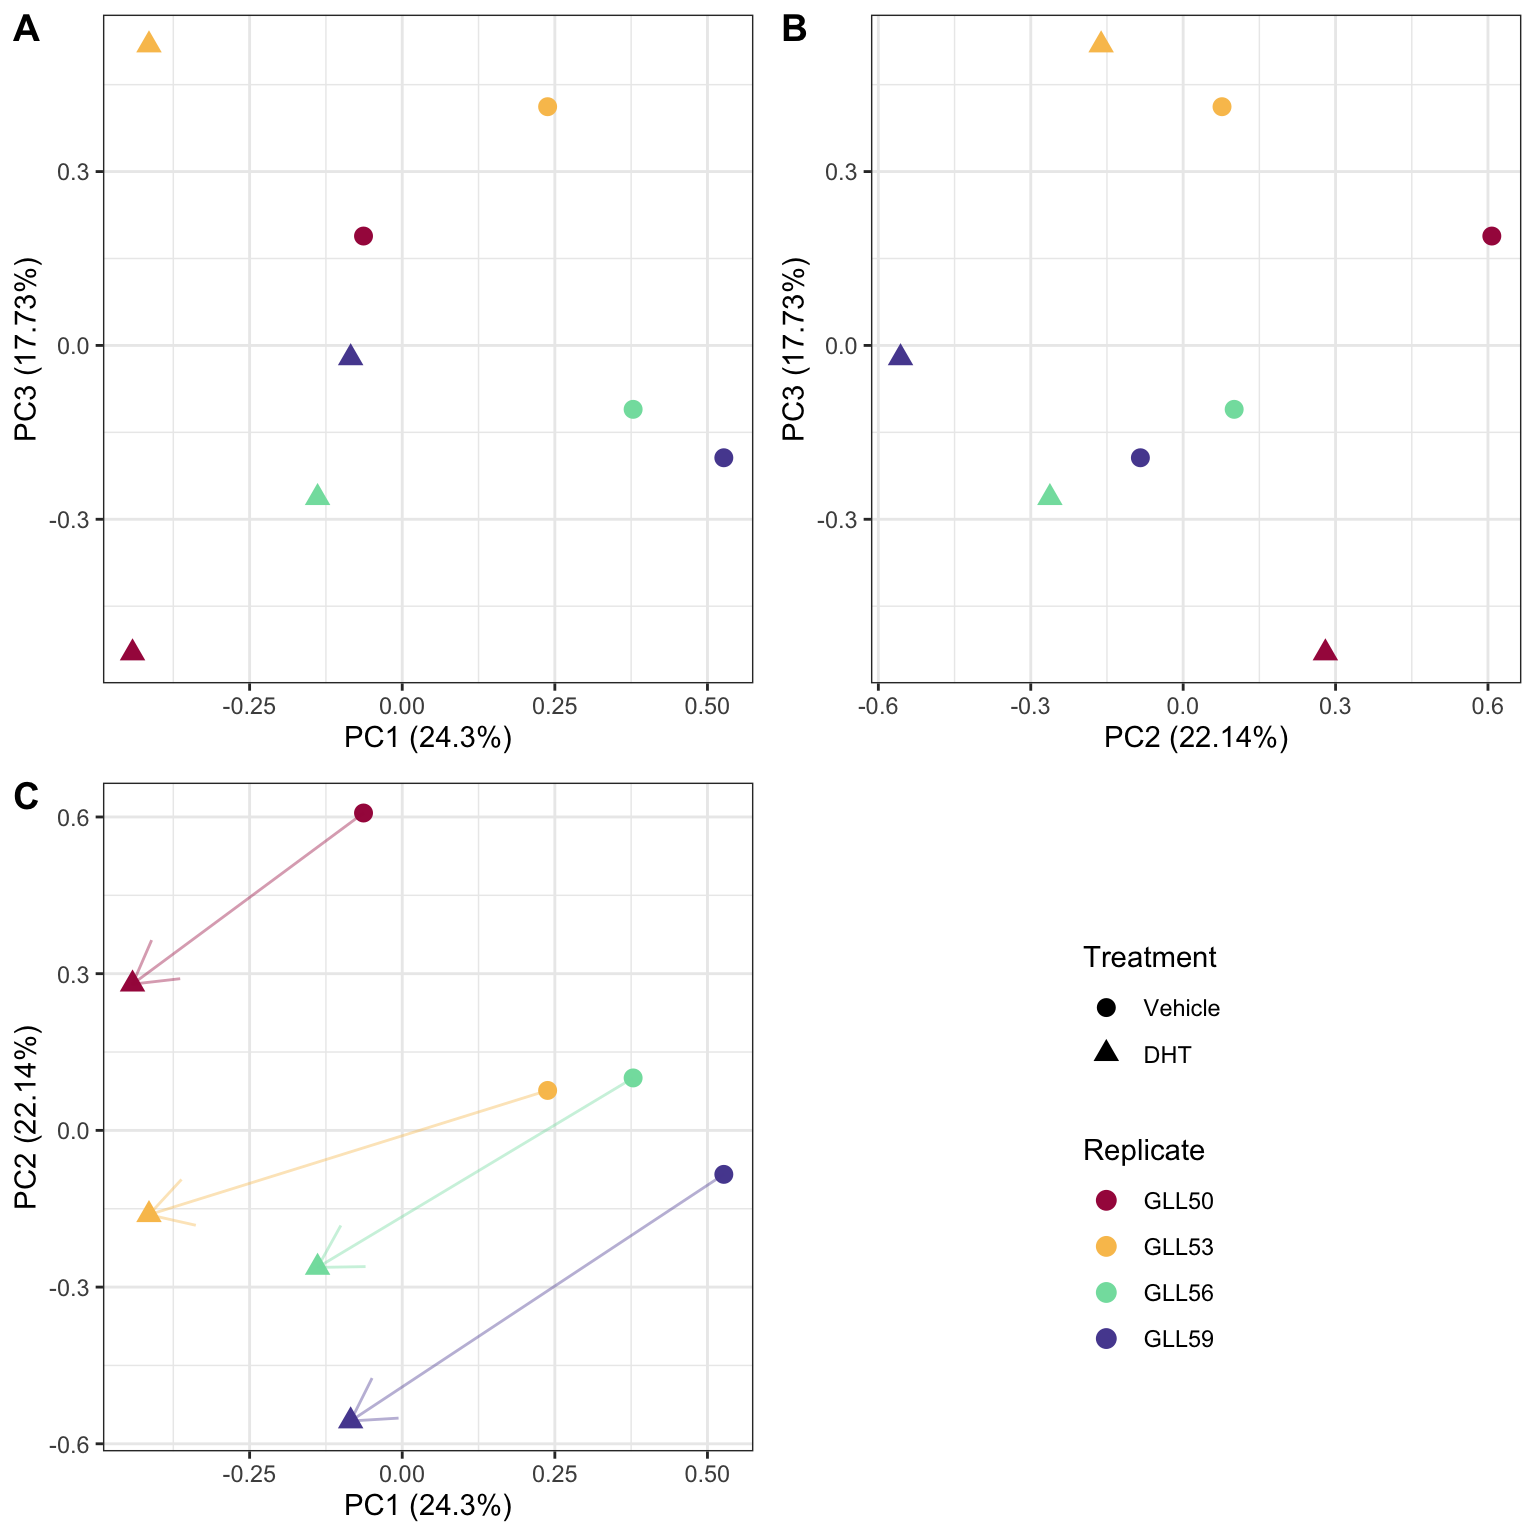 A
PC3 (17.73%)
0.3
0.0
-0.3
-0.25 0.00 0.25 0.50
PC1 (24.3%)
B
PC3 (17.73%)
0.3
0.0
-0.3
-0.6 -0.3 0.0 0.3 0.6
PC2 (22.14%)
C
PC2 (22.14%)
0.6
0.3
0.0
-0.3
-0.6
-0.25 0.00 0.25 0.50
PC1 (24.3%)
Treatment
Vehicle
DHT
Replicate
GLL50
GLL53
GLL56
GLL59